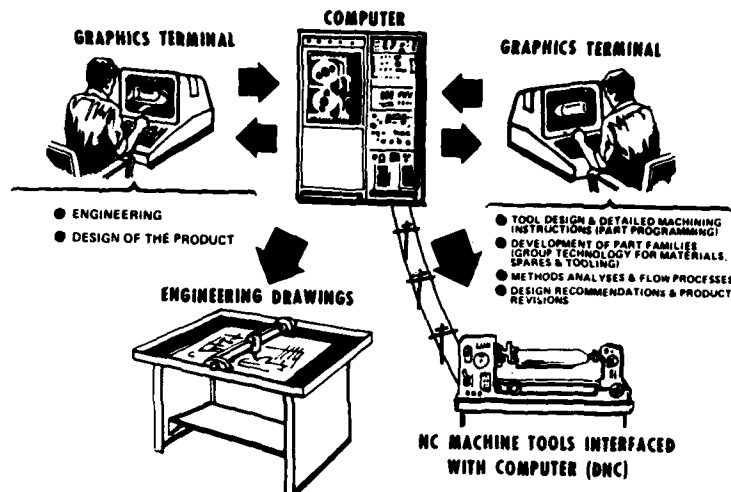 COMPUTER
GRAPHICS TERMINAL
GRAPHICS TERMINAL
● ENGINEERING
● DESIGN OF THE PRODUCT
● TOOL DESIGN & DETAILED MACHINING
INSTRUCTIONS (PART PROGRAMMING)
● DEVELOPMENT OF PART FAMILIES
(GROUP TECHNOLOGY FOR MATERIALS,
SPARES & TOOLING)
● METHODS ANALYSES & FLOW PROCESSES
● DESIGN RECOMMENDATIONS & PRODUCT
REVISIONS
ENGINEERING DRAWINGS
NC MACHINE TOOLS INTERFACED
WITH COMPUTER (DNC)